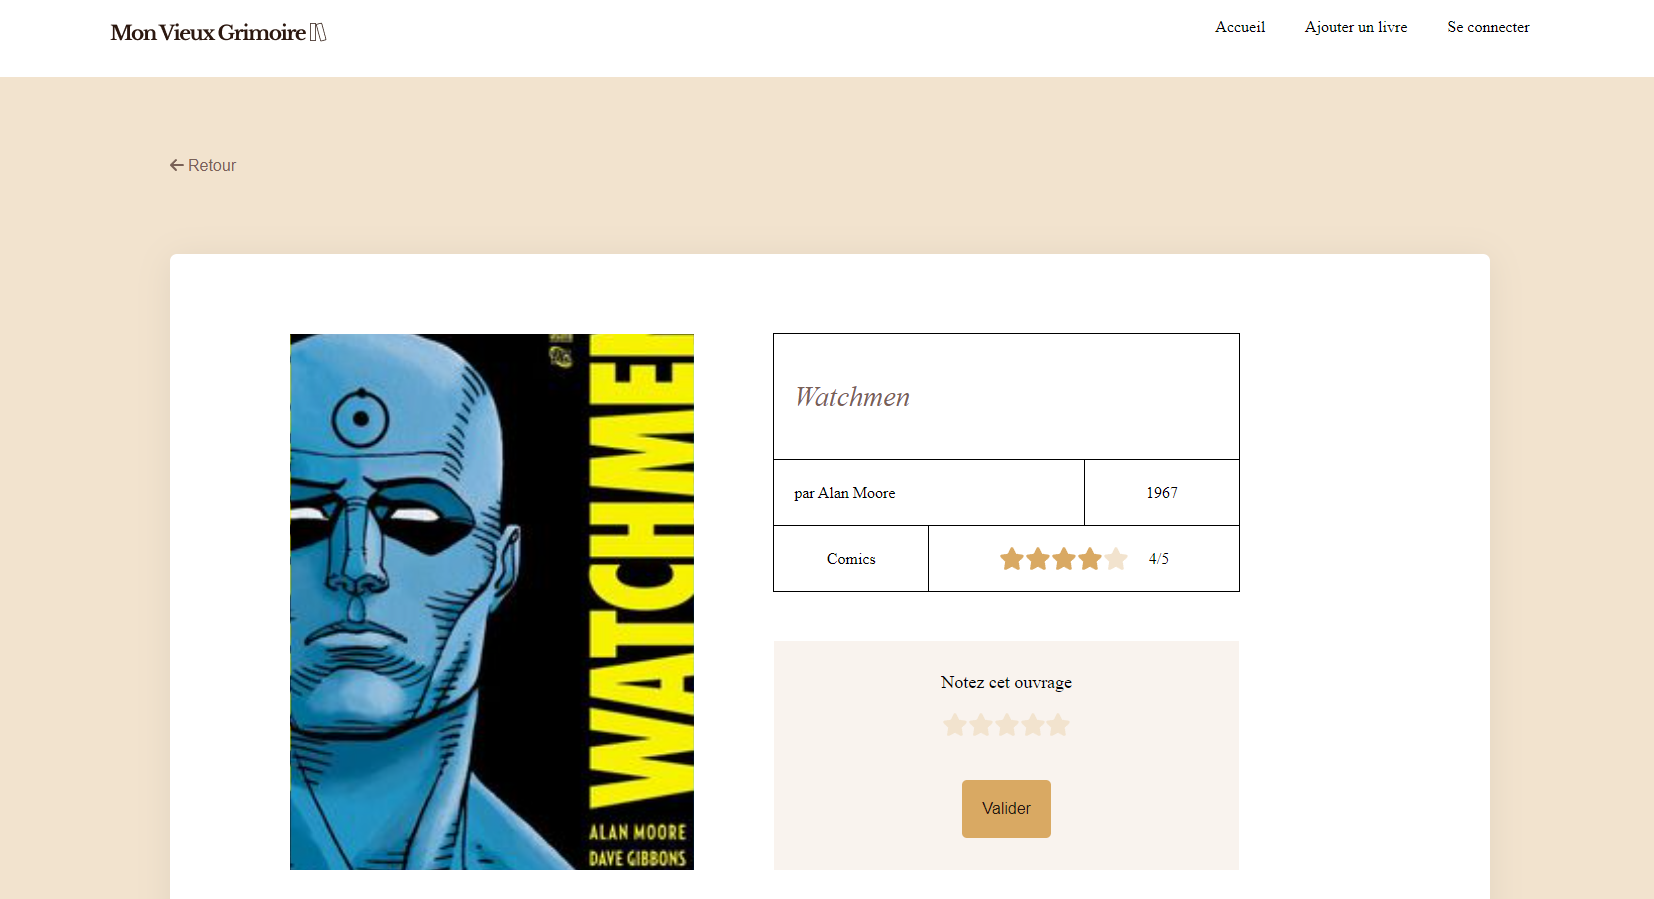 Mon Vieux Grimoire
Accueil
Ajouter un livre
Se connecter
Retour
WATCHMEN
ALAN MOORE
DAVE GIBBONS
Watchmen
par Alan Moore
1967
Comics
4/5
Notez cet ouvrage
Valider